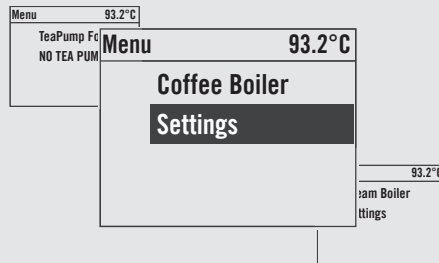 Menu 93.2°C
TeaPump Fo
NO TEA PUM
Menu 93.2°C
Coffee Boiler
Settings
93.2°C
eam Boiler
ttings